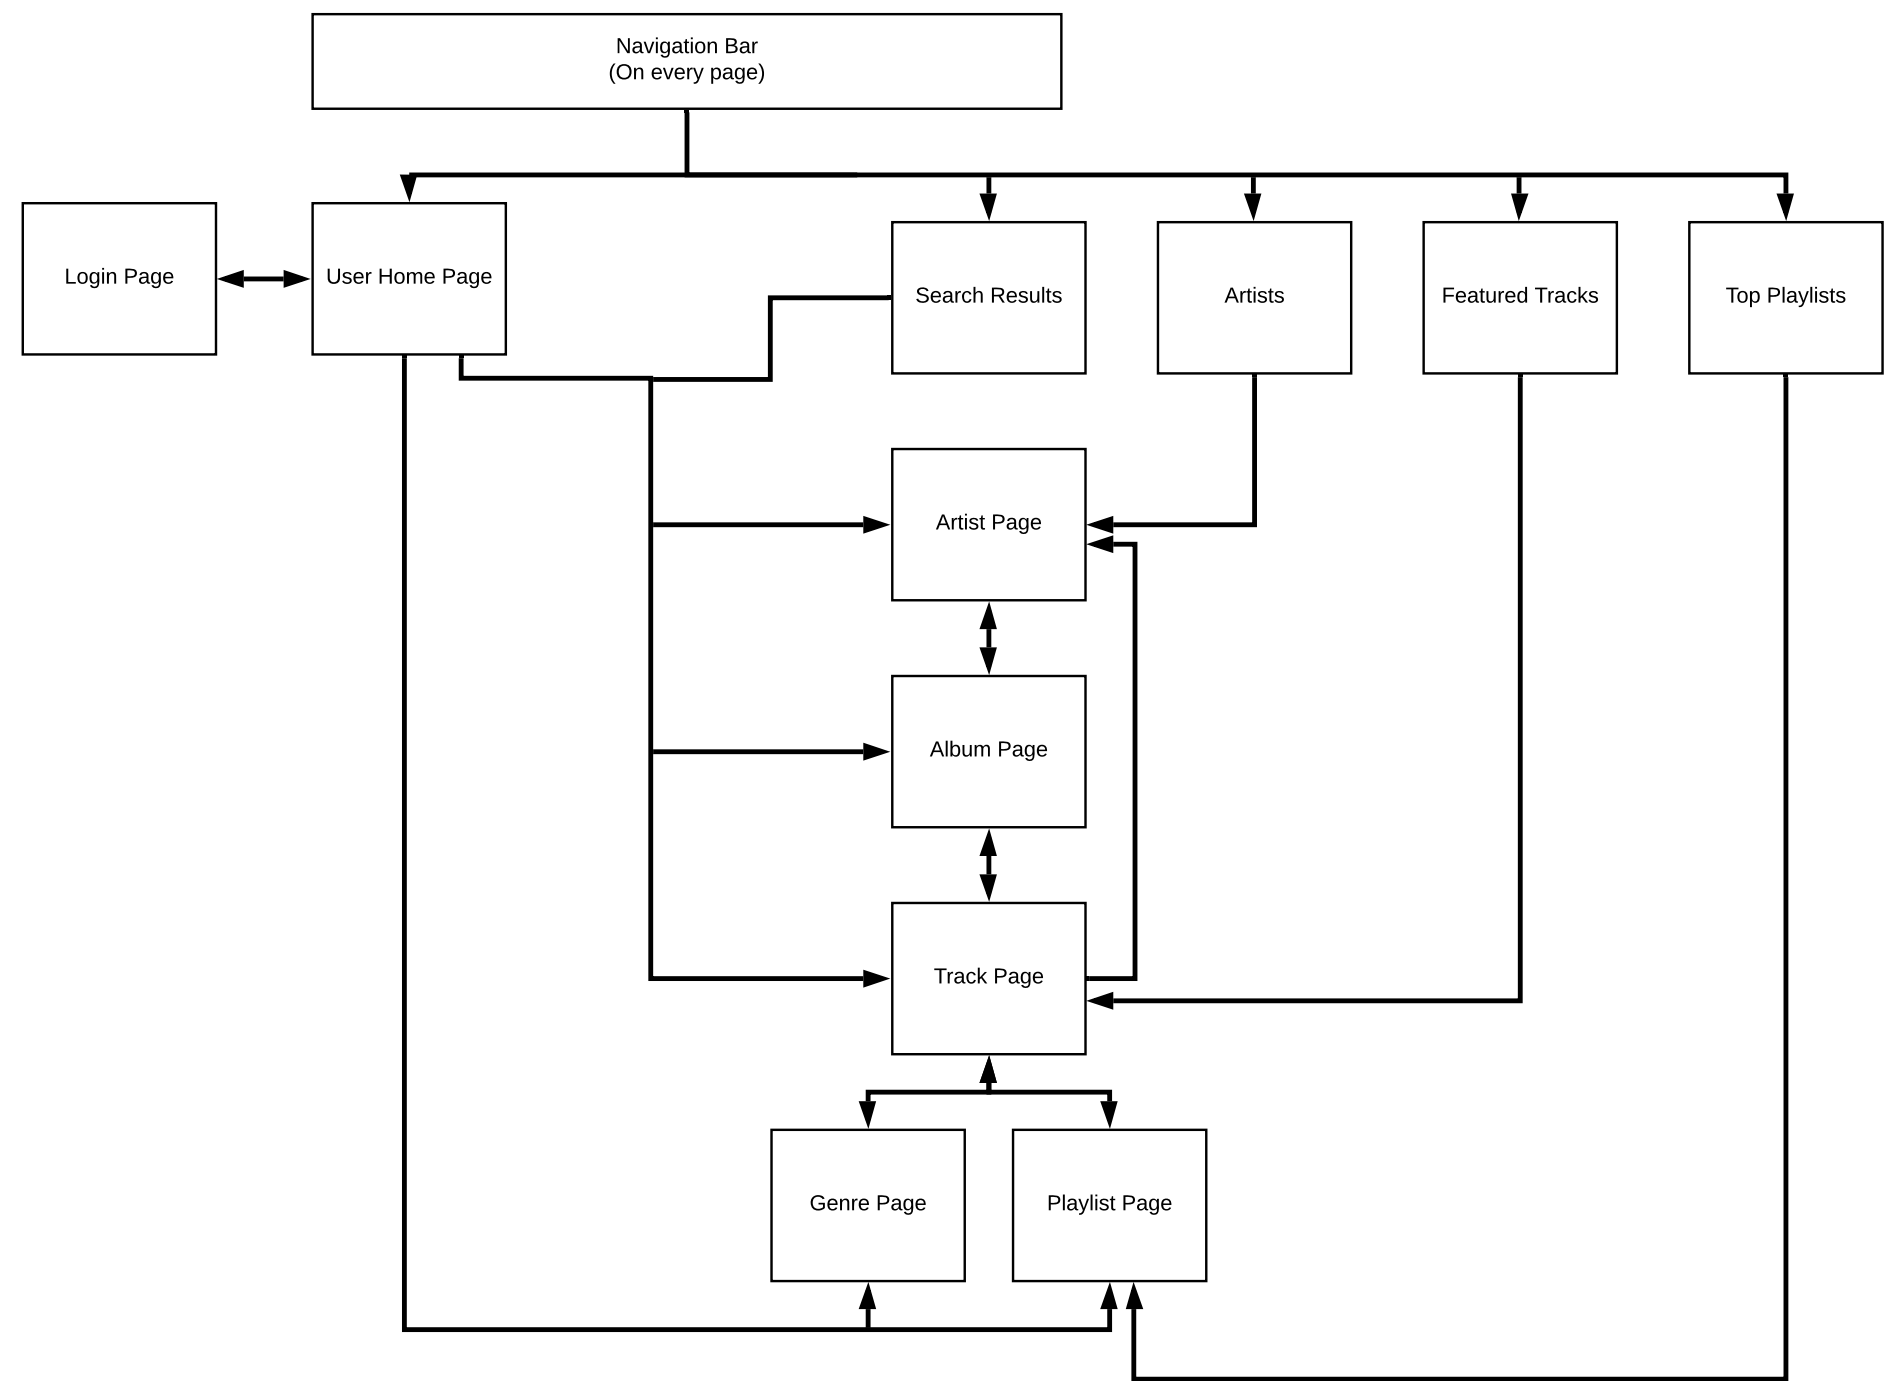 Navigation Bar
(On every page)
Login Page
User Home Page
Search Results
Artists
Featured Tracks
Top Playlists
Artist Page
Album Page
Track Page
Genre Page
Playlist Page